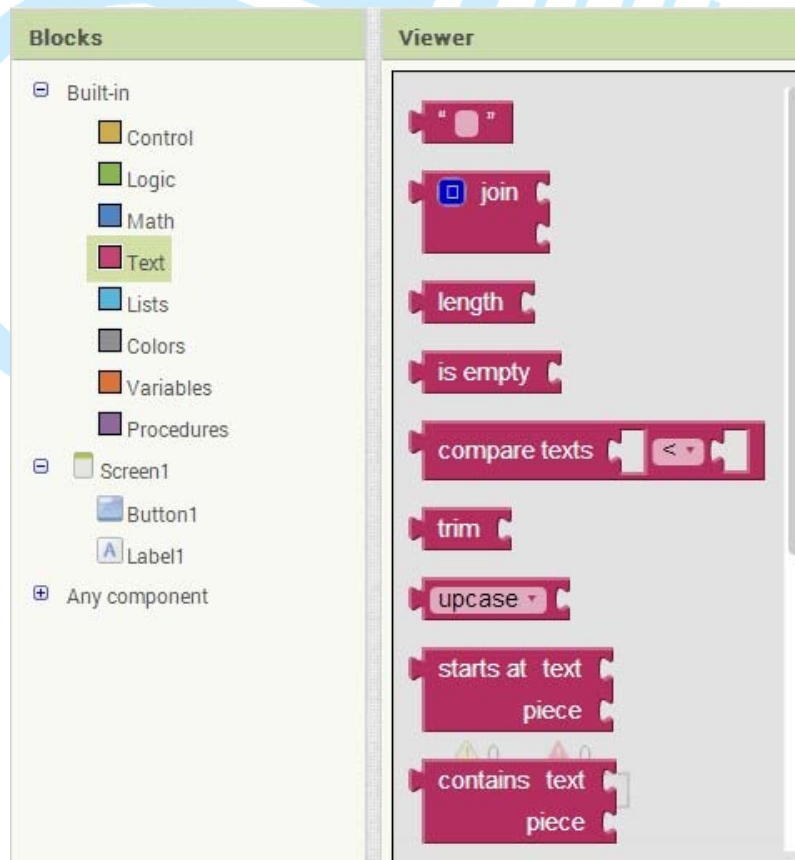 Blocks
Built-in
Control
Logic
Math
Text
Lists
Colors
Variables
Procedures
Screen1
Button1
A Label1
Any component
Viewer
“ ”
join
length
is empty
compare texts <
trim
upcase
starts at text
piece
0 0
contains text
piece